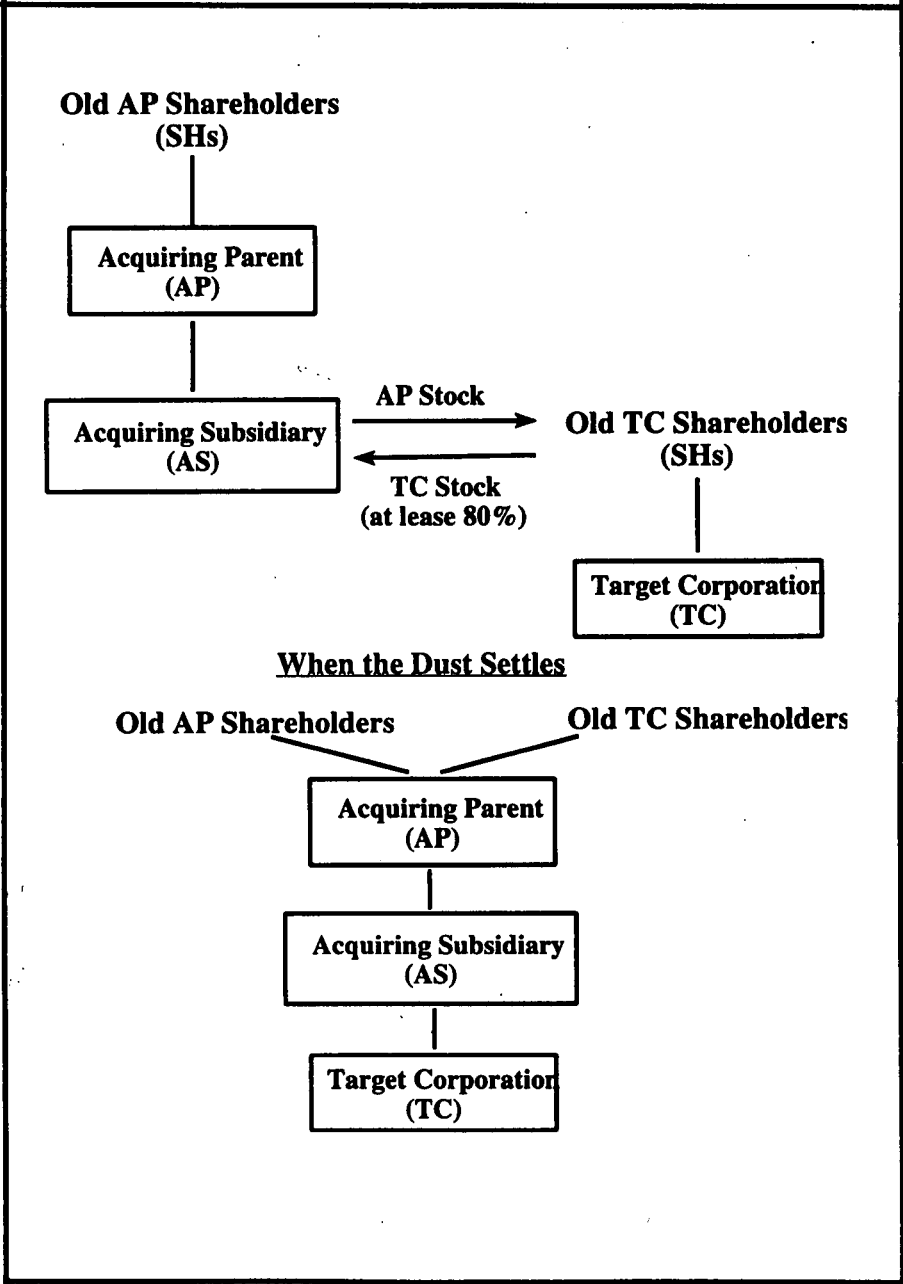 Old AP Shareholders
(SHs)
Acquiring Parent
(AP)
AP Stock
Acquiring Subsidiary
(AS)
Old TC Shareholders
(SHs)
TC Stock
(at lease 80%)
Target Corporation
(TC)
When the Dust Settles
Old AP Shareholders
Old TC Shareholders
Acquiring Parent
(AP)
Acquiring Subsidiary
(AS)
Target Corporation
(TC)